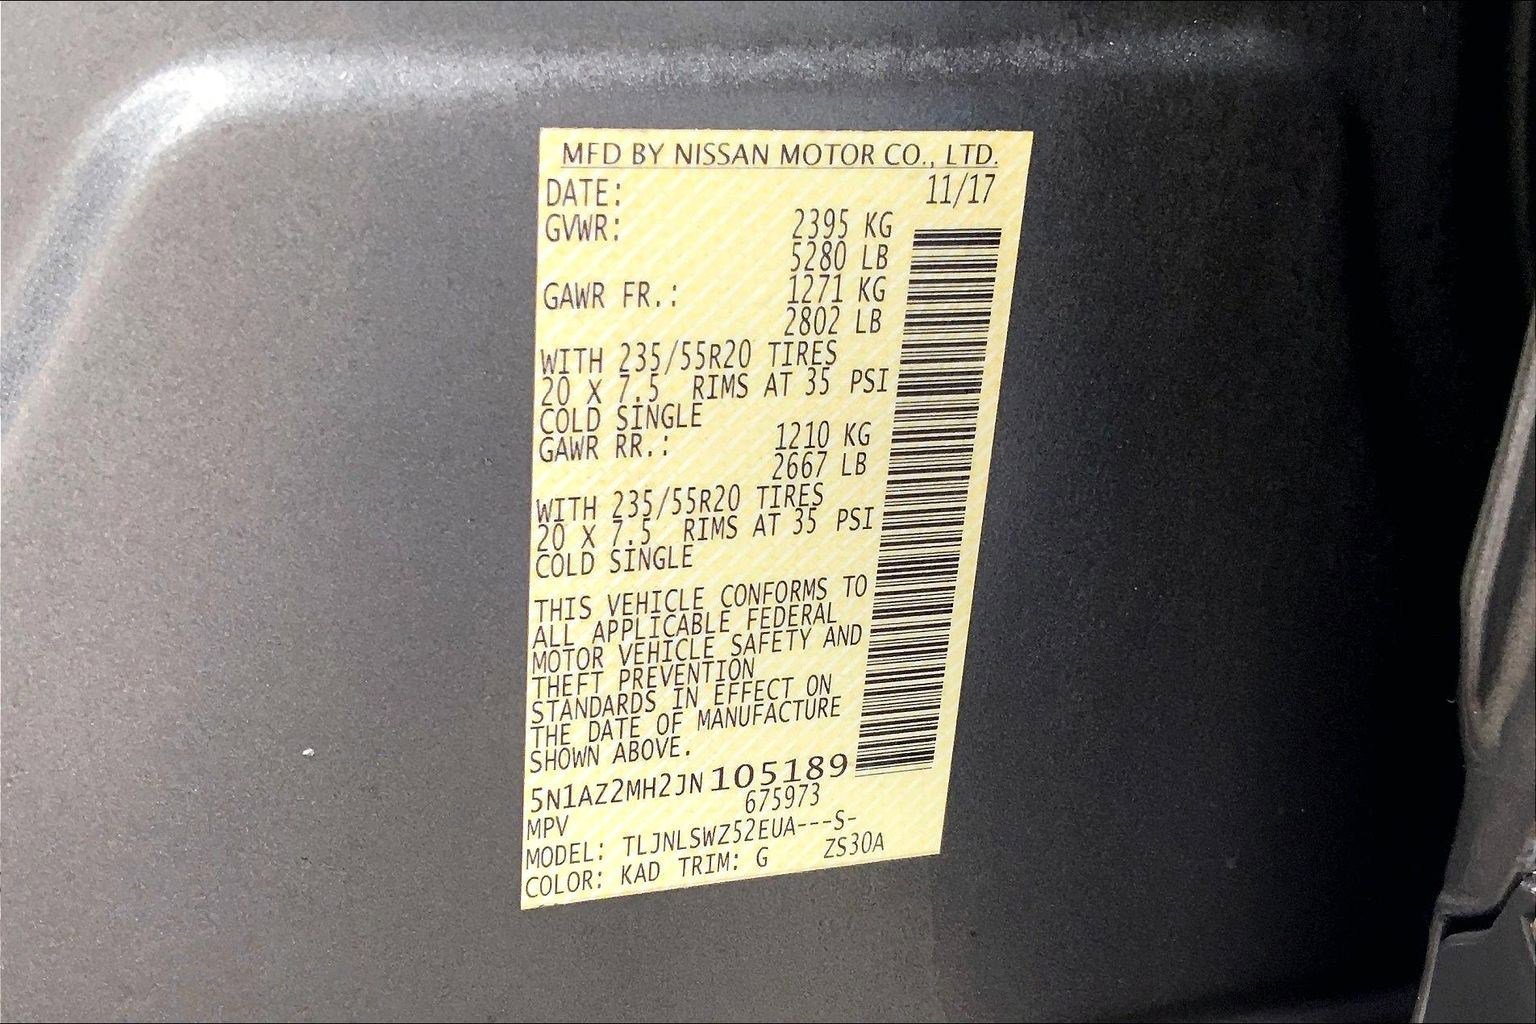 MFD BY NISSAN MOTOR CO., LTD.
DATE: 11/17
GVWR: 2395 KG
5280 LB
GAWR FR.: 1271 KG
2802 LB
WITH 235/55R20 TIRES
20 X 7.5 RIMS AT 35 PSI
COLD SINGLE
GAWR RR.: 1210 KG
2667 LB
WITH 235/55R20 TIRES
20 X 7.5 RIMS AT 35 PSI
COLD SINGLE
THIS VEHICLE CONFORMS TO
ALL APPLICABLE FEDERAL
MOTOR VEHICLE SAFETY AND
THEFT PREVENTION
STANDARDS IN EFFECT ON
THE DATE OF MANUFACTURE
SHOWN ABOVE.
5N1AZ2MH2JN105189
675973
MPV
MODEL: TLJNLSWZ52EUA---S-
COLOR: KAD TRIM: G ZS30A